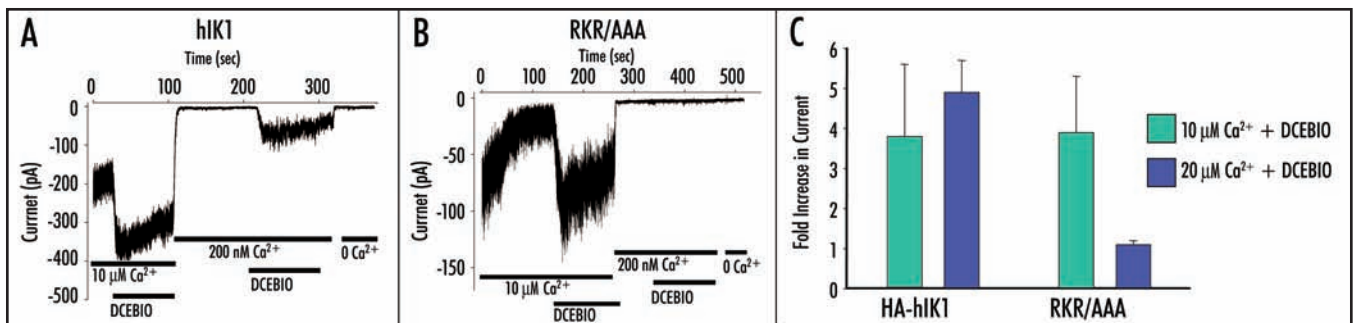 A
hIK1
Time (sec)
0 100 200 300
0
-100
-200
-300
-400
-500
Currnet (pA)
200 nM Ca2+
0 Ca2+
10 µM Ca2+
DCEBIO
DCEBIO
B
RKR/AAA
Time (sec)
0 100 200 300 400 500
0
-50
-100
-150
Currnet (pA)
200 nM Ca2+
0 Ca2+
10 µM Ca2+
DCEBIO
DCEBIO
C
6
5
4
3
2
1
0
Fold Increase in Current
10 µM Ca2+ + DCEBIO
20 µM Ca2+ + DCEBIO
HA-hIK1 RKR/AAA